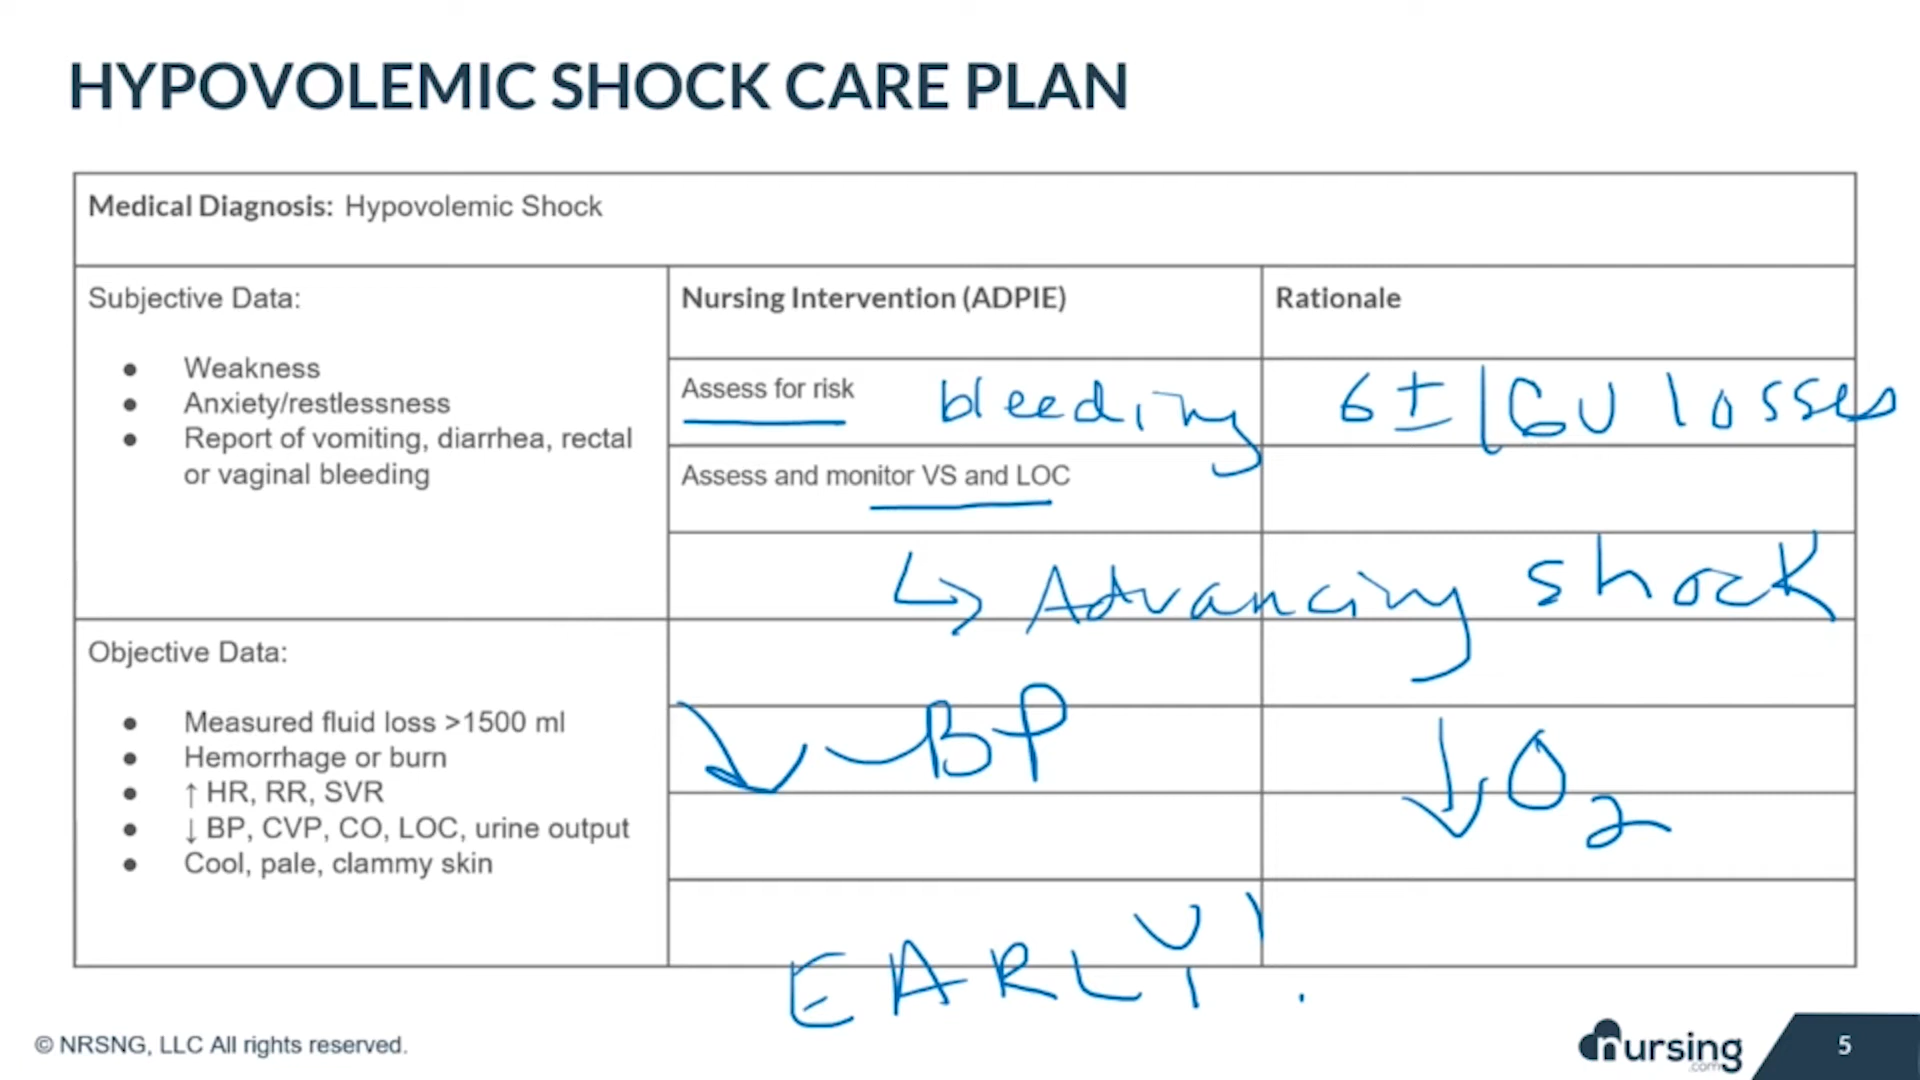 HYPOVOLEMIC SHOCK CARE PLAN
Medical Diagnosis: Hypovolemic Shock
Subjective Data:
● Weakness
● Anxiety/restlessness
● Report of vomiting, diarrhea, rectal
or vaginal bleeding
Nursing Intervention (ADPIE)
Rationale
Assess for risk
bleeding
losses
Assess and monitor VS and LOC
↳ Advancing shock
Objective Data:
● Measured fluid loss >1500 ml
● Hemorrhage or burn
● ↑ HR, RR, SVR
● ↓ BP, CVP, CO, LOC, urine output
● Cool, pale, clammy skin
BP
↓ O2
EARLY!
© NRSNG, LLC All rights reserved.
nursing
.com
5